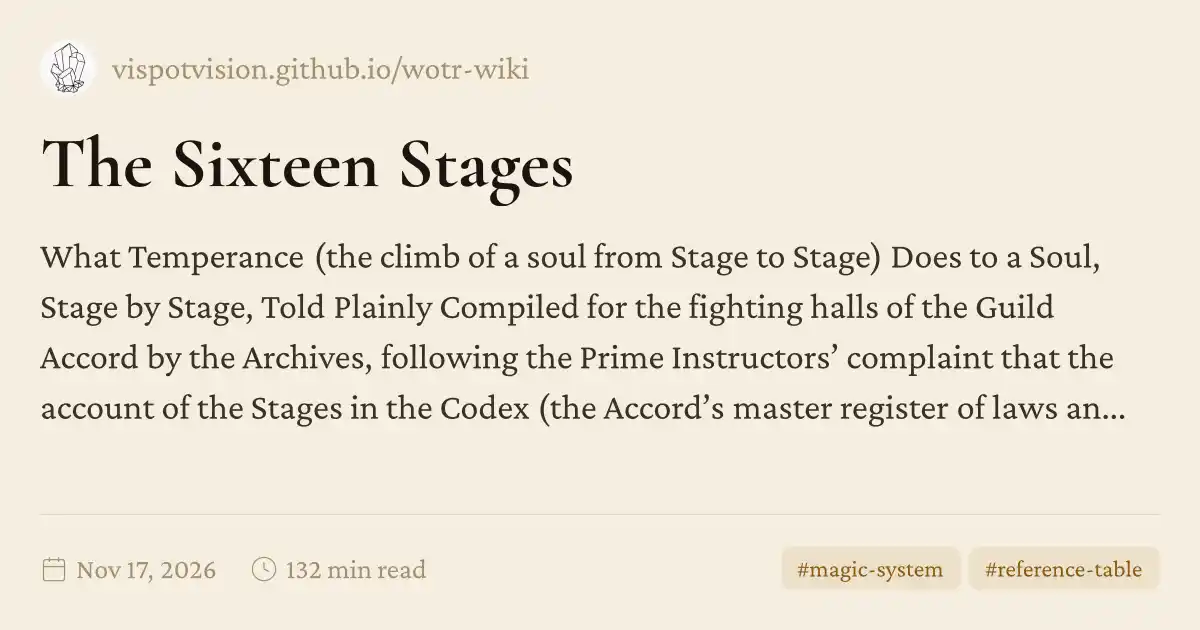 vispotvision.github.io/wotr-wiki
The Sixteen Stages
What Temperance (the climb of a soul from Stage to Stage) Does to a Soul,
Stage by Stage, Told Plainly Compiled for the fighting halls of the Guild
Accord by the Archives, following the Prime Instructors’ complaint that the
account of the Stages in the Codex (the Accord’s master register of laws an...
Nov 17, 2026
132 min read
#magic-system
#reference-table